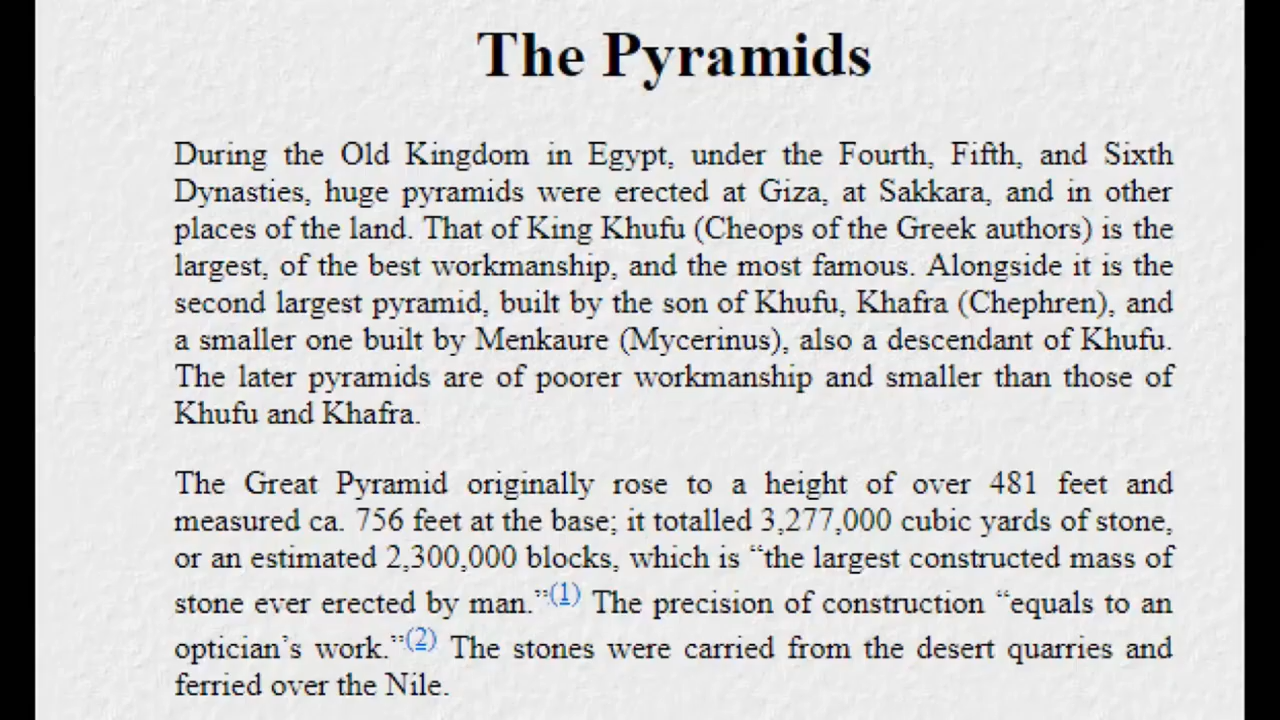 The Pyramids
During the Old Kingdom in Egypt, under the Fourth, Fifth, and Sixth
Dynasties, huge pyramids were erected at Giza, at Sakkara, and in other
places of the land. That of King Khufu (Cheops of the Greek authors) is the
largest, of the best workmanship, and the most famous. Alongside it is the
second largest pyramid, built by the son of Khufu, Khafra (Chephren), and
a smaller one built by Menkaure (Mycerinus), also a descendant of Khufu.
The later pyramids are of poorer workmanship and smaller than those of
Khufu and Khafra.
The Great Pyramid originally rose to a height of over 481 feet and
measured ca. 756 feet at the base; it totalled 3,277,000 cubic yards of stone,
or an estimated 2,300,000 blocks, which is “the largest constructed mass of
stone ever erected by man.”(1) The precision of construction “equals to an
optician’s work.”(2) The stones were carried from the desert quarries and
ferried over the Nile.